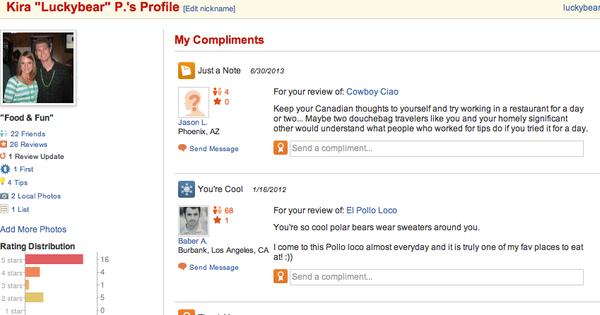 Kira "Luckybear" P.'s Profile [Edit nickname]
luckybear
My Compliments
"Food & Fun"
22 Friends
26 Reviews
1 Review Update
1 First
4 Tips
2 Local Photos
1 List
Add More Photos
Rating Distribution
5 stars 16
4 stars 4
3 stars 1
2 stars 5
1 star 0
Just a Note 6/30/2013
4
0
Jason L.
Phoenix, AZ
Send Message
For your review of: Cowboy Ciao
Keep your Canadian thoughts to yourself and try working in a restaurant for a day
or two... Maybe two douchebag travelers like you and your homely significant
other would understand what people who worked for tips do if you tried it for a day.
Send a compliment...
You're Cool 1/16/2012
68
1
Baber A.
Burbank, Los Angeles, CA
Send Message
For your review of: El Pollo Loco
You're so cool polar bears wear sweaters around you.
I come to this Pollo loco almost everyday and it is truly one of my fav places to eat
at! :))
Send a compliment...